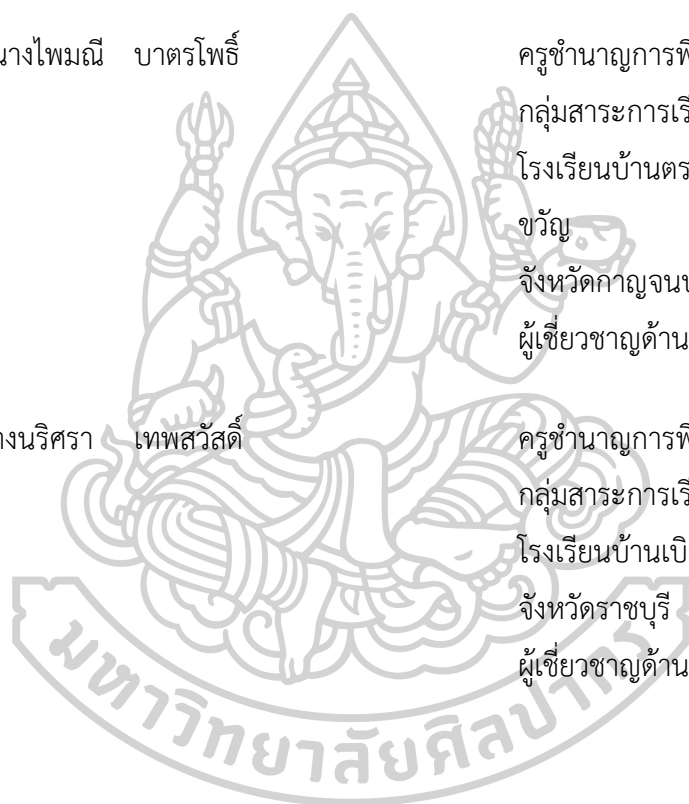 นางไพมณี บาตรโพธิ์ ครูชำนาญการพิ
กลุ่มสาระการเรี
โรงเรียนบ้านตร
ขวัญ
จังหวัดกาญจนบ
ผู้เชี่ยวชาญด้าน
นางนริศรา เทพสวัสดิ์ ครูชำนาญการพิ
กลุ่มสาระการเรี
โรงเรียนบ้านเบิ
จังหวัดราชบุรี
ผู้เชี่ยวชาญด้าน
มหาวิทยาลัยศิลปากร